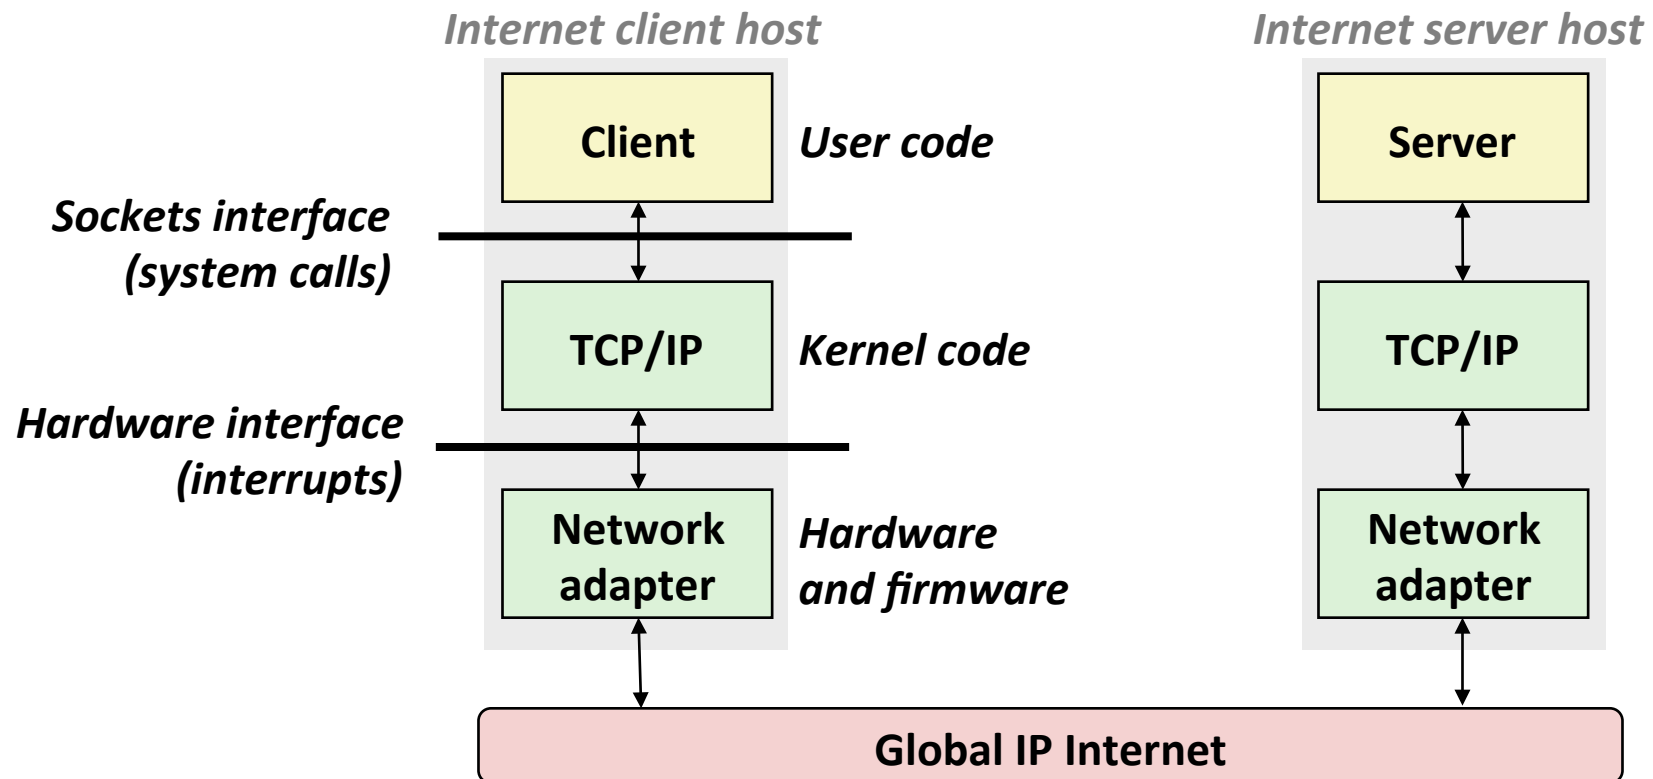 Internet client host
Internet server host
Client
User code
Server
Sockets interface
(system calls)
TCP/IP
Kernel code
TCP/IP
Hardware interface
(interrupts)
Network
adapter
Hardware
and firmware
Network
adapter
Global IP Internet